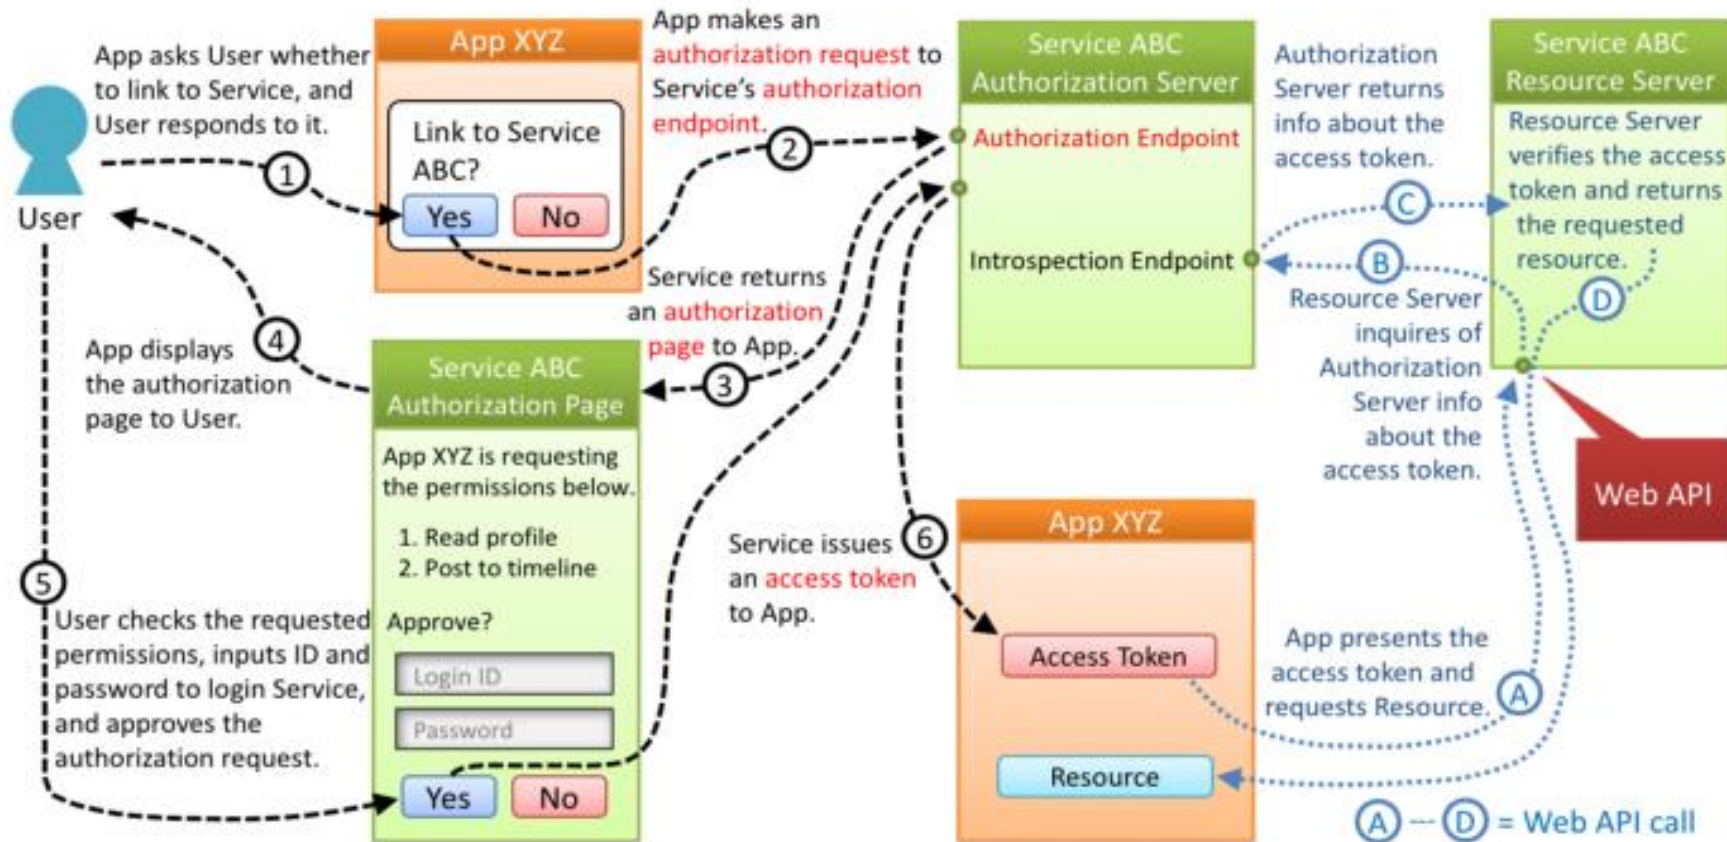 App asks User whether
to link to Service, and
User responds to it.
User
1
App XYZ
Link to Service
ABC?
Yes
No
App makes an
authorization request to
Service's authorization
endpoint.
2
Service ABC
Authorization Server
Authorization Endpoint
Introspection Endpoint
Authorization
Server returns
info about the
access token.
C
Service ABC
Resource Server
Resource Server
verifies the access
token and returns
the requested
resource.
B
D
Resource Server
inquires of
Authorization
Server info
about the
access token.
Web API
Service returns
an authorization
page to App.
3
4
App displays
the authorization
page to User.
Service ABC
Authorization Page
App XYZ is requesting
the permissions below.
1. Read profile
2. Post to timeline
Approve?
Login ID
Password
Yes
No
5
User checks the requested
permissions, inputs ID and
password to login Service,
and approves the
authorization request.
6
Service issues
an access token
to App.
App XYZ
Access Token
Resource
App presents the
access token and
requests Resource.
A
A --- D = Web API call